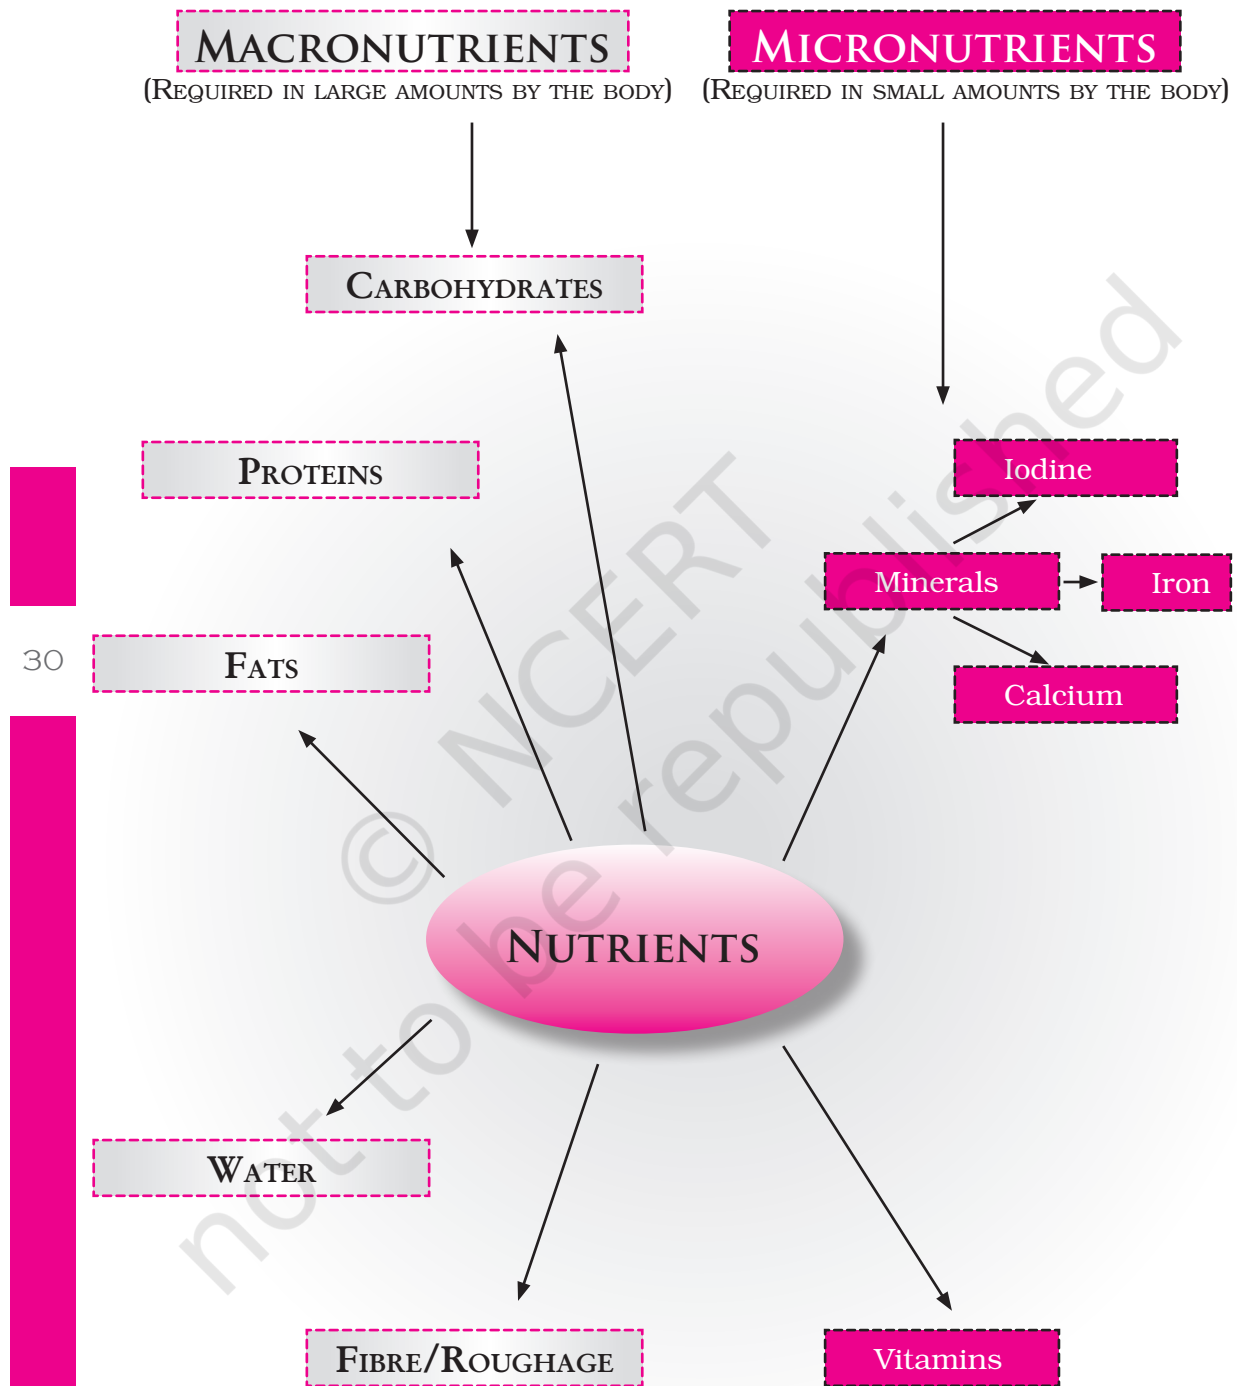 MACRONUTRIENTS
(REQUIRED IN LARGE AMOUNTS BY THE BODY)
MICRONUTRIENTS
(REQUIRED IN SMALL AMOUNTS BY THE BODY)
CARBOHYDRATES
PROTEINS
Iodine
Minerals
Iron
30
FATS
Calcium
NUTRIENTS
WATER
FIBRE/ROUGHAGE
Vitamins
© NCERT
not to be republished